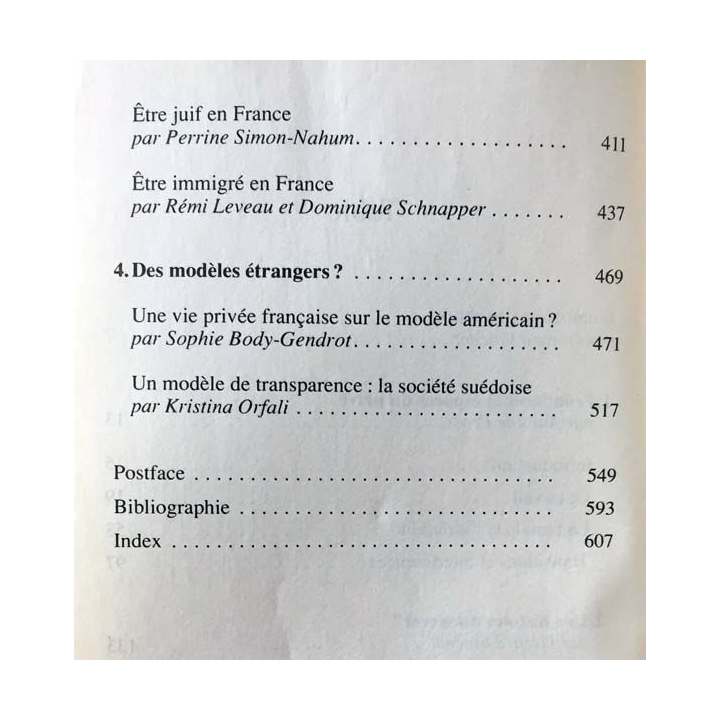 Être juif en France
par Perrine Simon-Nahum. . . . . . . . . . . . . . . . . . . 411
Être immigré en France
par Rémi Leveau et Dominique Schnapper . . . . . . . 437
4. Des modèles étrangers ? . . . . . . . . . . . . . . . . . . . 469
Une vie privée française sur le modèle américain ?
par Sophie Body-Gendrot. . . . . . . . . . . . . . . . . . . 471
Un modèle de transparence : la société suédoise
par Kristina Orfali . . . . . . . . . . . . . . . . . . . . . . . . 517
Postface . . . . . . . . . . . . . . . . . . . . . . . . . . . . . . . . . 549
Bibliographie . . . . . . . . . . . . . . . . . . . . . . . . . . . . 593
Index . . . . . . . . . . . . . . . . . . . . . . . . . . . . . . . . . . . 607